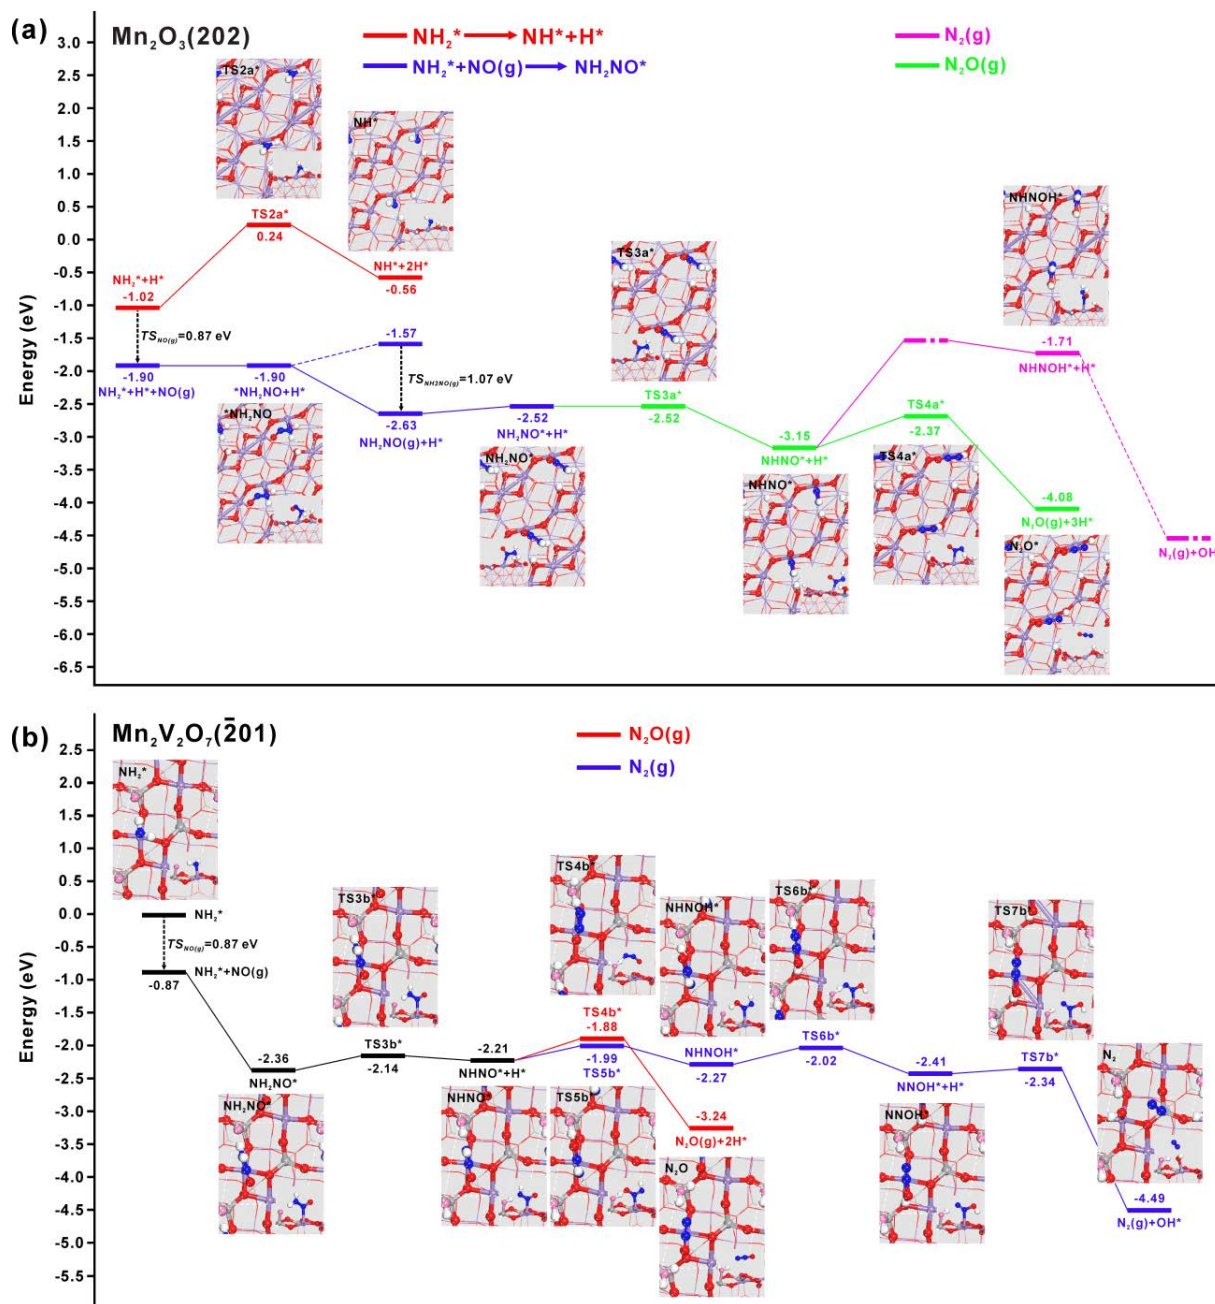 (a)
Mn₂O₃(202)
NH₂* → NH*+H*
NH₂*+NO(g) → NH₂NO*
N₂(g)
N₂O(g)
Energy (eV)
3.0
2.5
2.0
1.5
1.0
0.5
0.0
-0.5
-1.0
-1.5
-2.0
-2.5
-3.0
-3.5
-4.0
-4.5
-5.0
-5.5
-6.0
-6.5
TS2a*
NH*
TS2a*
0.24
NH₂*+H*
-1.02
NH*+2H*
-0.56
TS_NO(g)=0.87 eV
-1.90
NH₂*+H*+NO(g)
-1.90
*NH₂NO+H*
*NH₂NO
-1.57
TS_NH2NO(g)=1.07 eV
-2.63
NH₂NO(g)+H*
-2.52
NH₂NO*+H*
NH₂NO*
TS3a*
TS3a*
-2.52
-3.15
NHNO*+H*
NHNO*
TS4a*
-2.37
TS4a*
NHNOH*
-1.71
NHNOH*+H*
-4.08
N₂O(g)+3H*
N₂O*
N₂(g)+OH
(b)
Mn₂V₂O₇(2̄01)
N₂O(g)
N₂(g)
Energy (eV)
2.5
2.0
1.5
1.0
0.5
0.0
-0.5
-1.0
-1.5
-2.0
-2.5
-3.0
-3.5
-4.0
-4.5
-5.0
-5.5
NH₂*
NH₂*
TS_NO(g)=0.87 eV
NH₂*+NO(g)
-0.87
-2.36
NH₂NO*
NH₂NO*
TS3b*
TS3b*
-2.14
-2.21
NHNO*+H*
NHNO*
TS4b*
TS4b*
-1.88
-1.99
TS5b*
TS5b*
-3.24
N₂O(g)+2H*
N₂O
NHNOH*
NHNOH*
-2.27
TS6b*
TS6b*
-2.02
-2.41
NNOH*+H*
NNOH*
TS7b*
TS7b*
-2.34
N₂
-4.49
N₂(g)+OH*